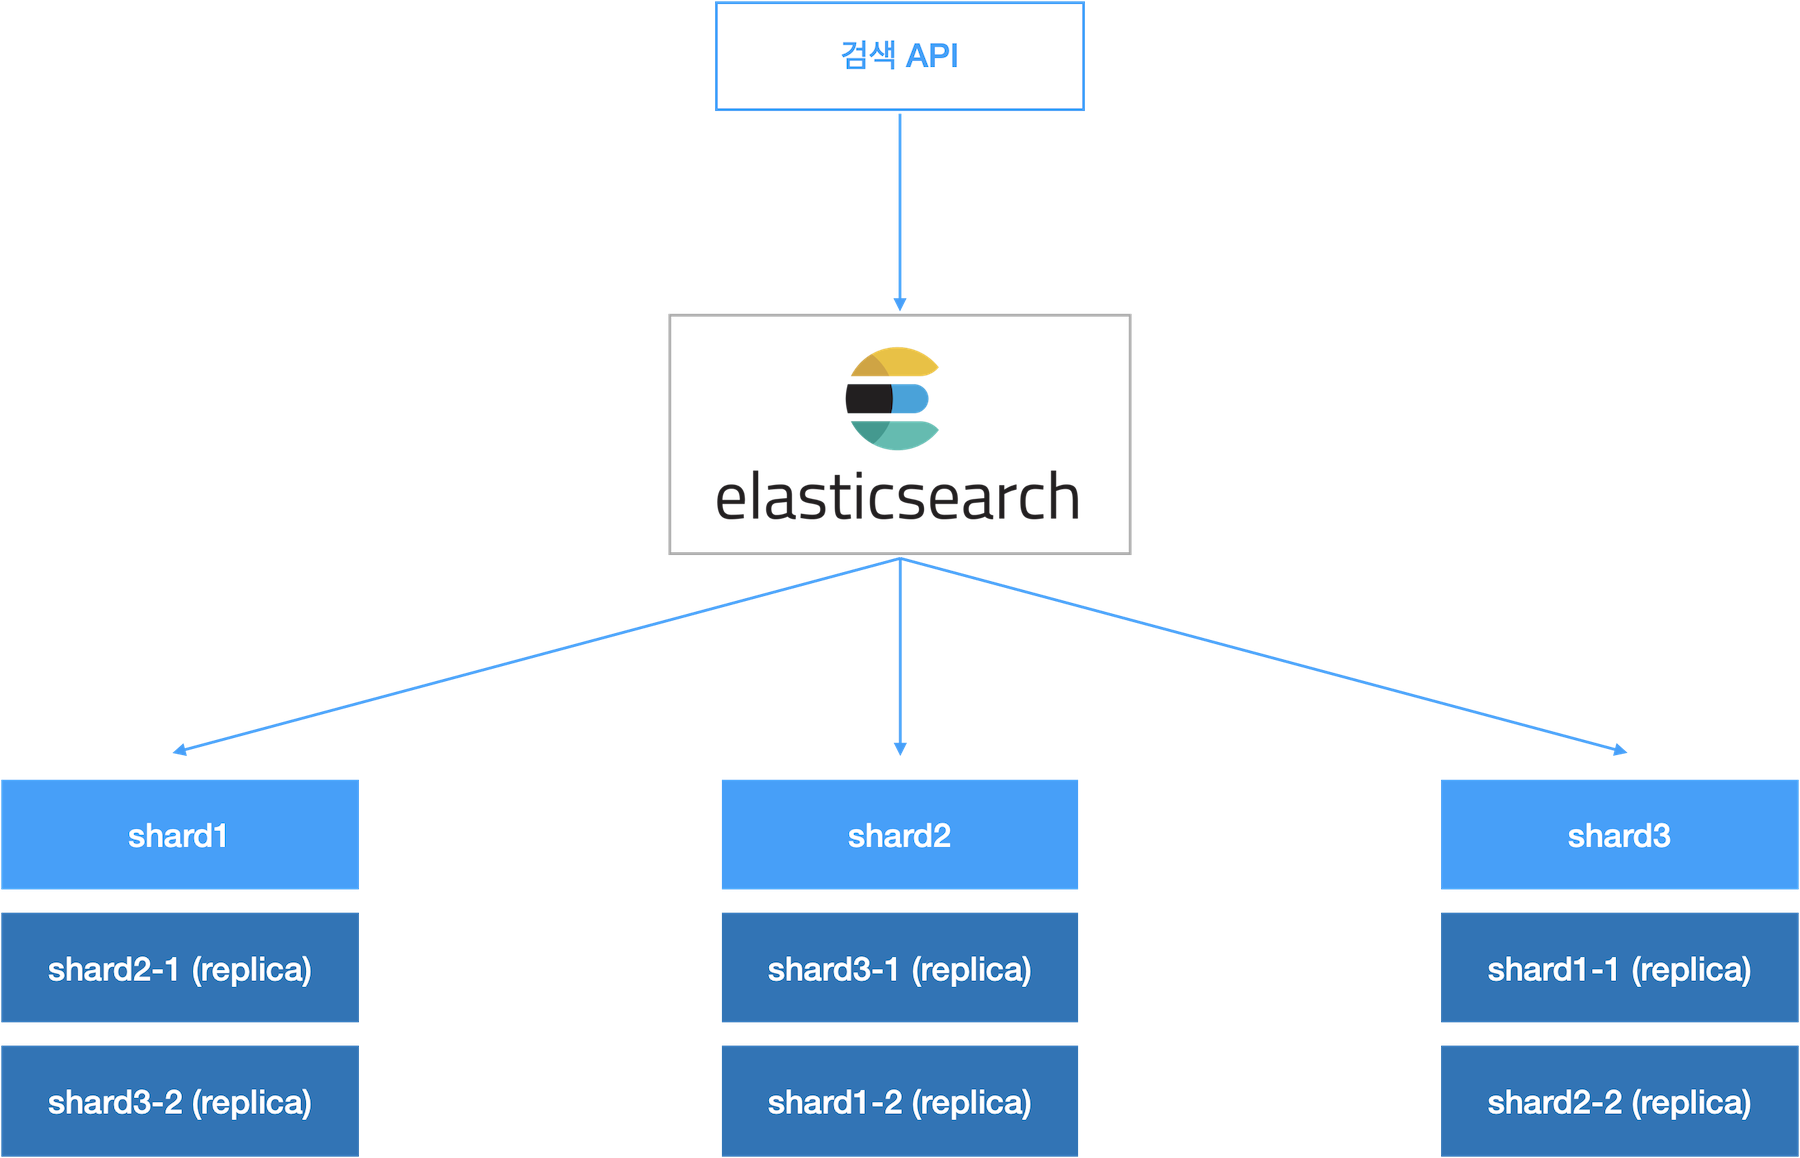 검색 API
elasticsearch
shard1
shard2
shard3
shard2-1 (replica)
shard3-1 (replica)
shard1-1 (replica)
shard3-2 (replica)
shard1-2 (replica)
shard2-2 (replica)